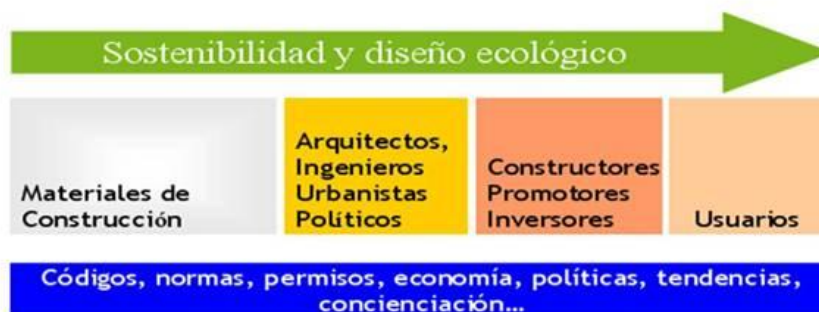 Sostenibilidad y diseño ecológico
Materiales de
Construcción
Arquitectos,
Ingenieros
Urbanistas
Políticos
Constructores
Promotores
Inversores
Usuarios
Códigos, normas, permisos, economía, políticas, tendencias,
concienciación...